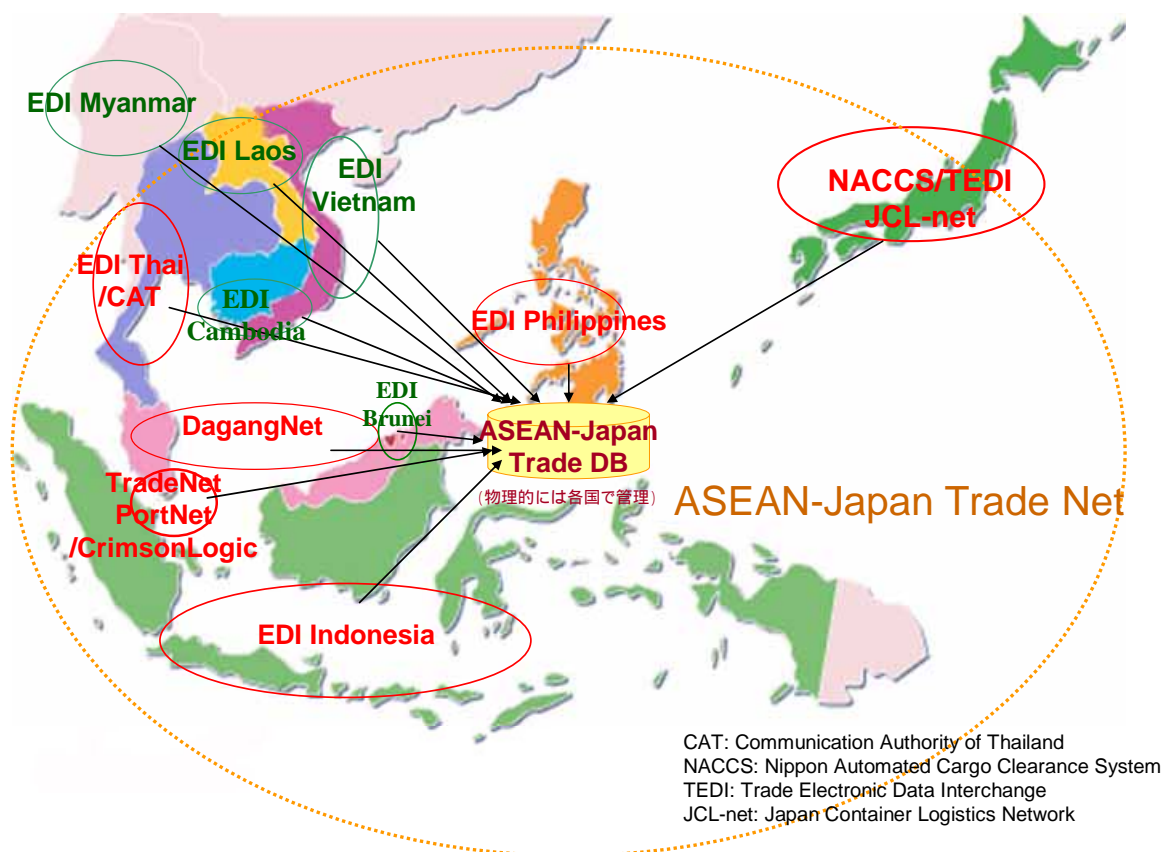 EDI Myanmar
EDI Laos
EDI
Vietnam
NACCS/TEDI
JCL-net
EDI Thai
/CAT
EDI
Cambodia
EDI Philippines
EDI
Brunei
DagangNet
ASEAN-Japan
Trade DB
(物理的には各国で管理)
TradeNet
PortNet
/CrimsonLogic
ASEAN-Japan Trade Net
EDI Indonesia
CAT: Communication Authority of Thailand
NACCS: Nippon Automated Cargo Clearance System
TEDI: Trade Electronic Data Interchange
JCL-net: Japan Container Logistics Network